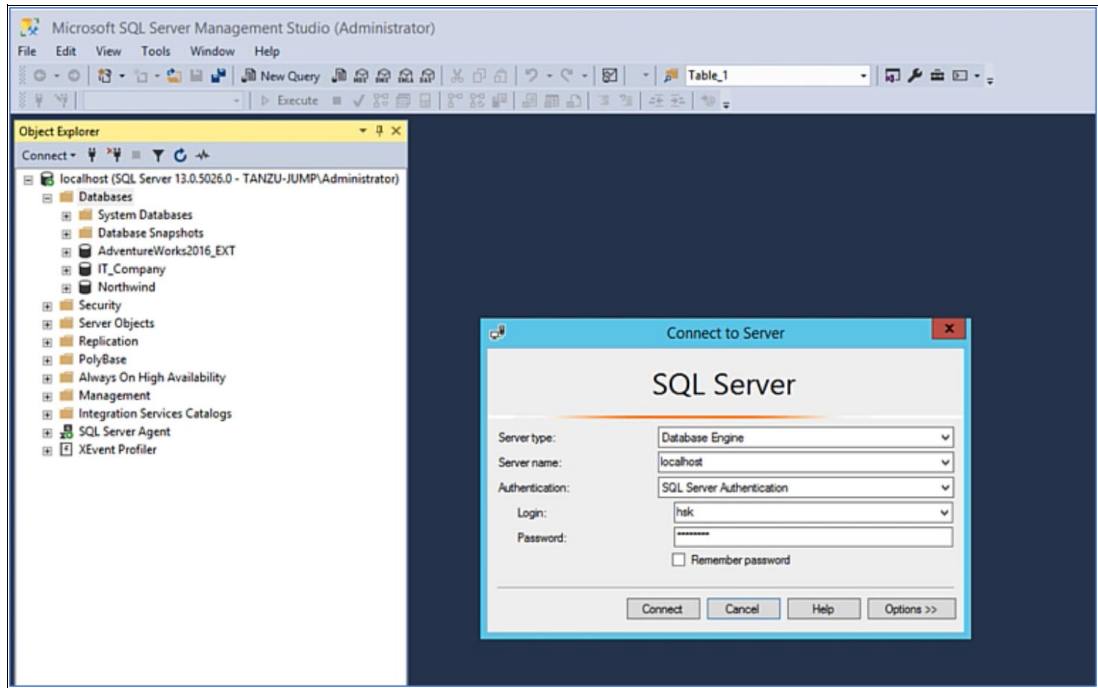 Microsoft SQL Server Management Studio (Administrator)
File Edit View Tools Window Help
New Query Table_1
Execute
Object Explorer
Connect
localhost (SQL Server 13.0.5026.0 - TANZU-JUMP\Administrator)
Databases
System Databases
Database Snapshots
AdventureWorks2016_EXT
IT_Company
Northwind
Security
Server Objects
Replication
PolyBase
Always On High Availability
Management
Integration Services Catalogs
SQL Server Agent
XEvent Profiler
Connect to Server
SQL Server
Server type: Database Engine
Server name: localhost
Authentication: SQL Server Authentication
Login: hsk
Password: ********
Remember password
Connect Cancel Help Options >>